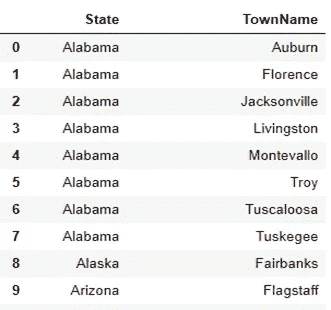 State TownName
0 Alabama Auburn
1 Alabama Florence
2 Alabama Jacksonville
3 Alabama Livingston
4 Alabama Montevallo
5 Alabama Troy
6 Alabama Tuscaloosa
7 Alabama Tuskegee
8 Alaska Fairbanks
9 Arizona Flagstaff